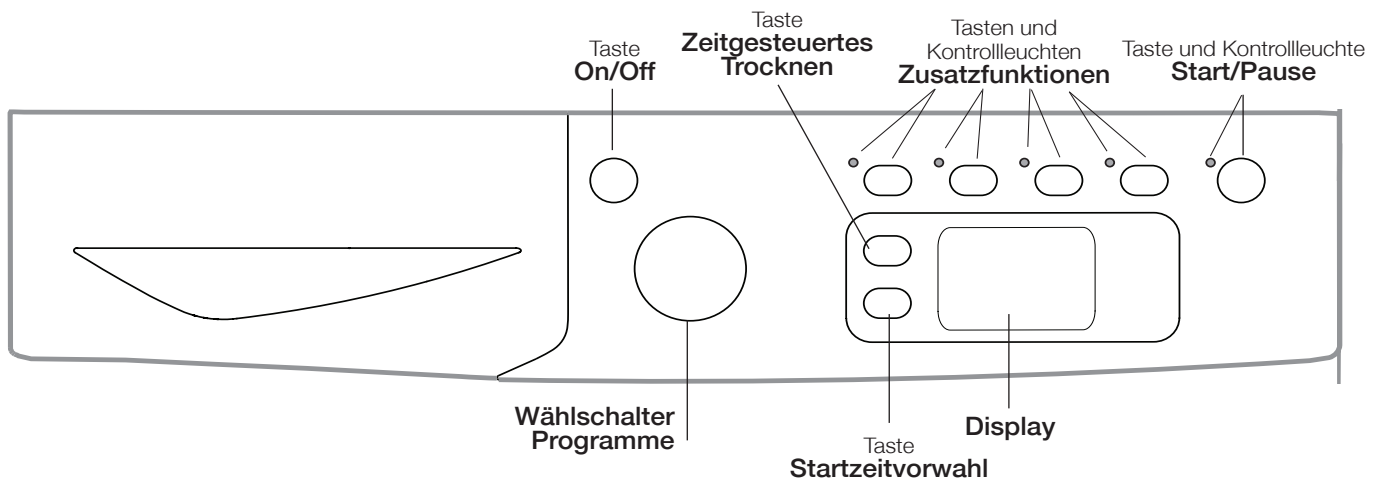 Taste
On/Off
Taste
Zeitgesteuertes
Trocknen
Tasten und
Kontrollleuchten
Zusatzfunktionen
Taste und Kontrollleuchte
Start/Pause
Wählschalter
Programme
Taste
Startzeitvorwahl
Display